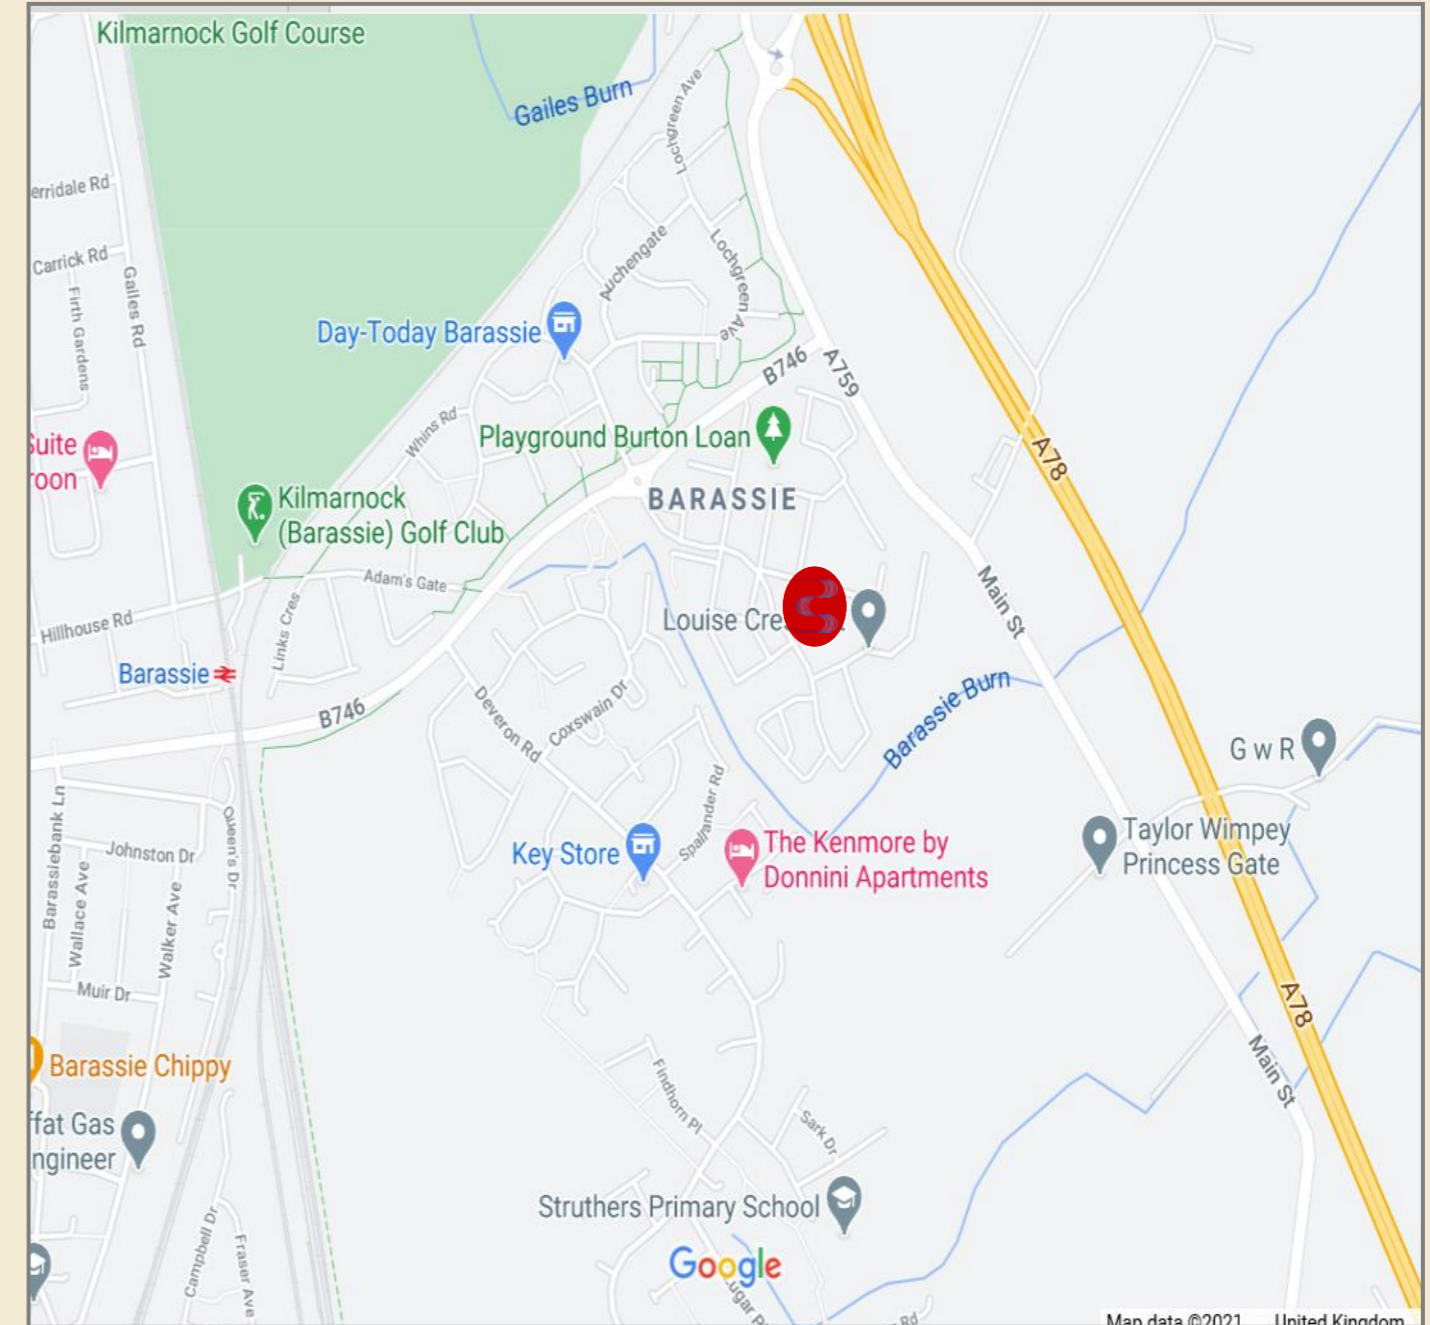 Kilmarnock Golf Course
Gailes Burn
Lochgreen Ave
erridale Rd
Carrick Rd
Firth Gardens
Gailes Rd
Auchengate
Lochgreen Ave
Day-Today Barassie
B746
A759
Whins Rd
Playground Burton Loan
A78
Suite
roon
BARASSIE
Kilmarnock
(Barassie) Golf Club
Adam's Gate
Main St
Hillhouse Rd
Links Cres
Louise Cre
Barassie
Barassie Burn
B746
Deveron Rd
Coxswain Dr
G w R
Barassiebank Ln
Queen's Dr
Spallander Rd
Johnston Dr
Key Store
The Kenmore by
Donnini Apartments
Taylor Wimpey
Princess Gate
Wallace Ave
Walker Ave
Muir Dr
A78
Barassie Chippy
Main St
Findhorn Pl
Sark Dr
ffat Gas
ngineer
Struthers Primary School
Campbell Dr
Fraser Ave
Google
Rd
Map data ©2021 United Kingdom